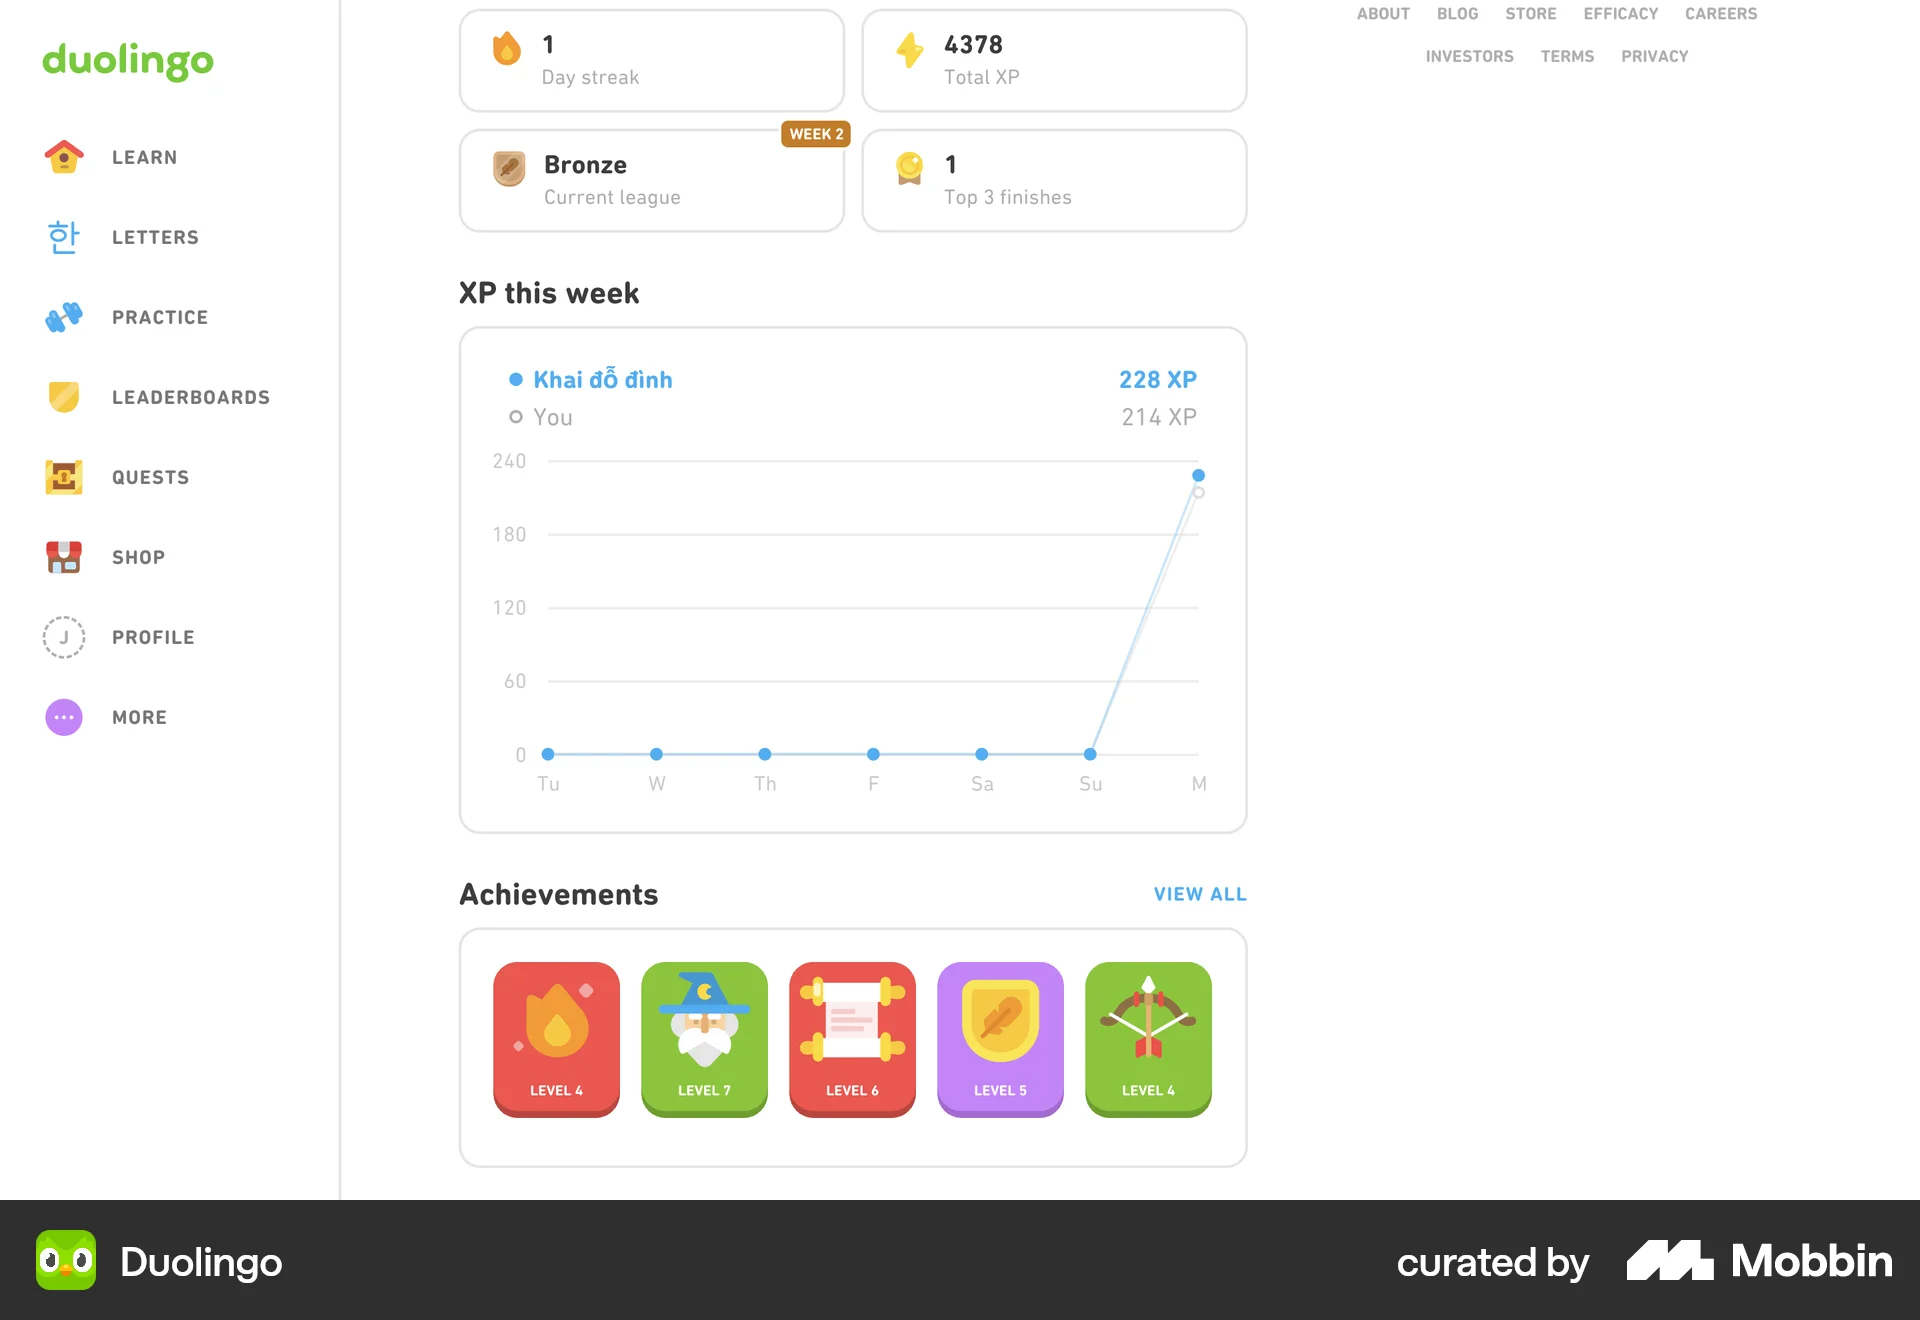 duolingo
LEARN
한
LETTERS
PRACTICE
LEADERBOARDS
QUESTS
SHOP
J
PROFILE
MORE
1
Day streak
4378
Total XP
WEEK 2
Bronze
Current league
1
Top 3 finishes
XP this week
Khai đỗ đình
228 XP
You
214 XP
240
180
120
60
0
Tu W Th F Sa Su M
Achievements
VIEW ALL
LEVEL 4
LEVEL 7
LEVEL 6
LEVEL 5
LEVEL 4
ABOUT BLOG STORE EFFICACY CAREERS
INVESTORS TERMS PRIVACY
Duolingo
curated by Mobbin